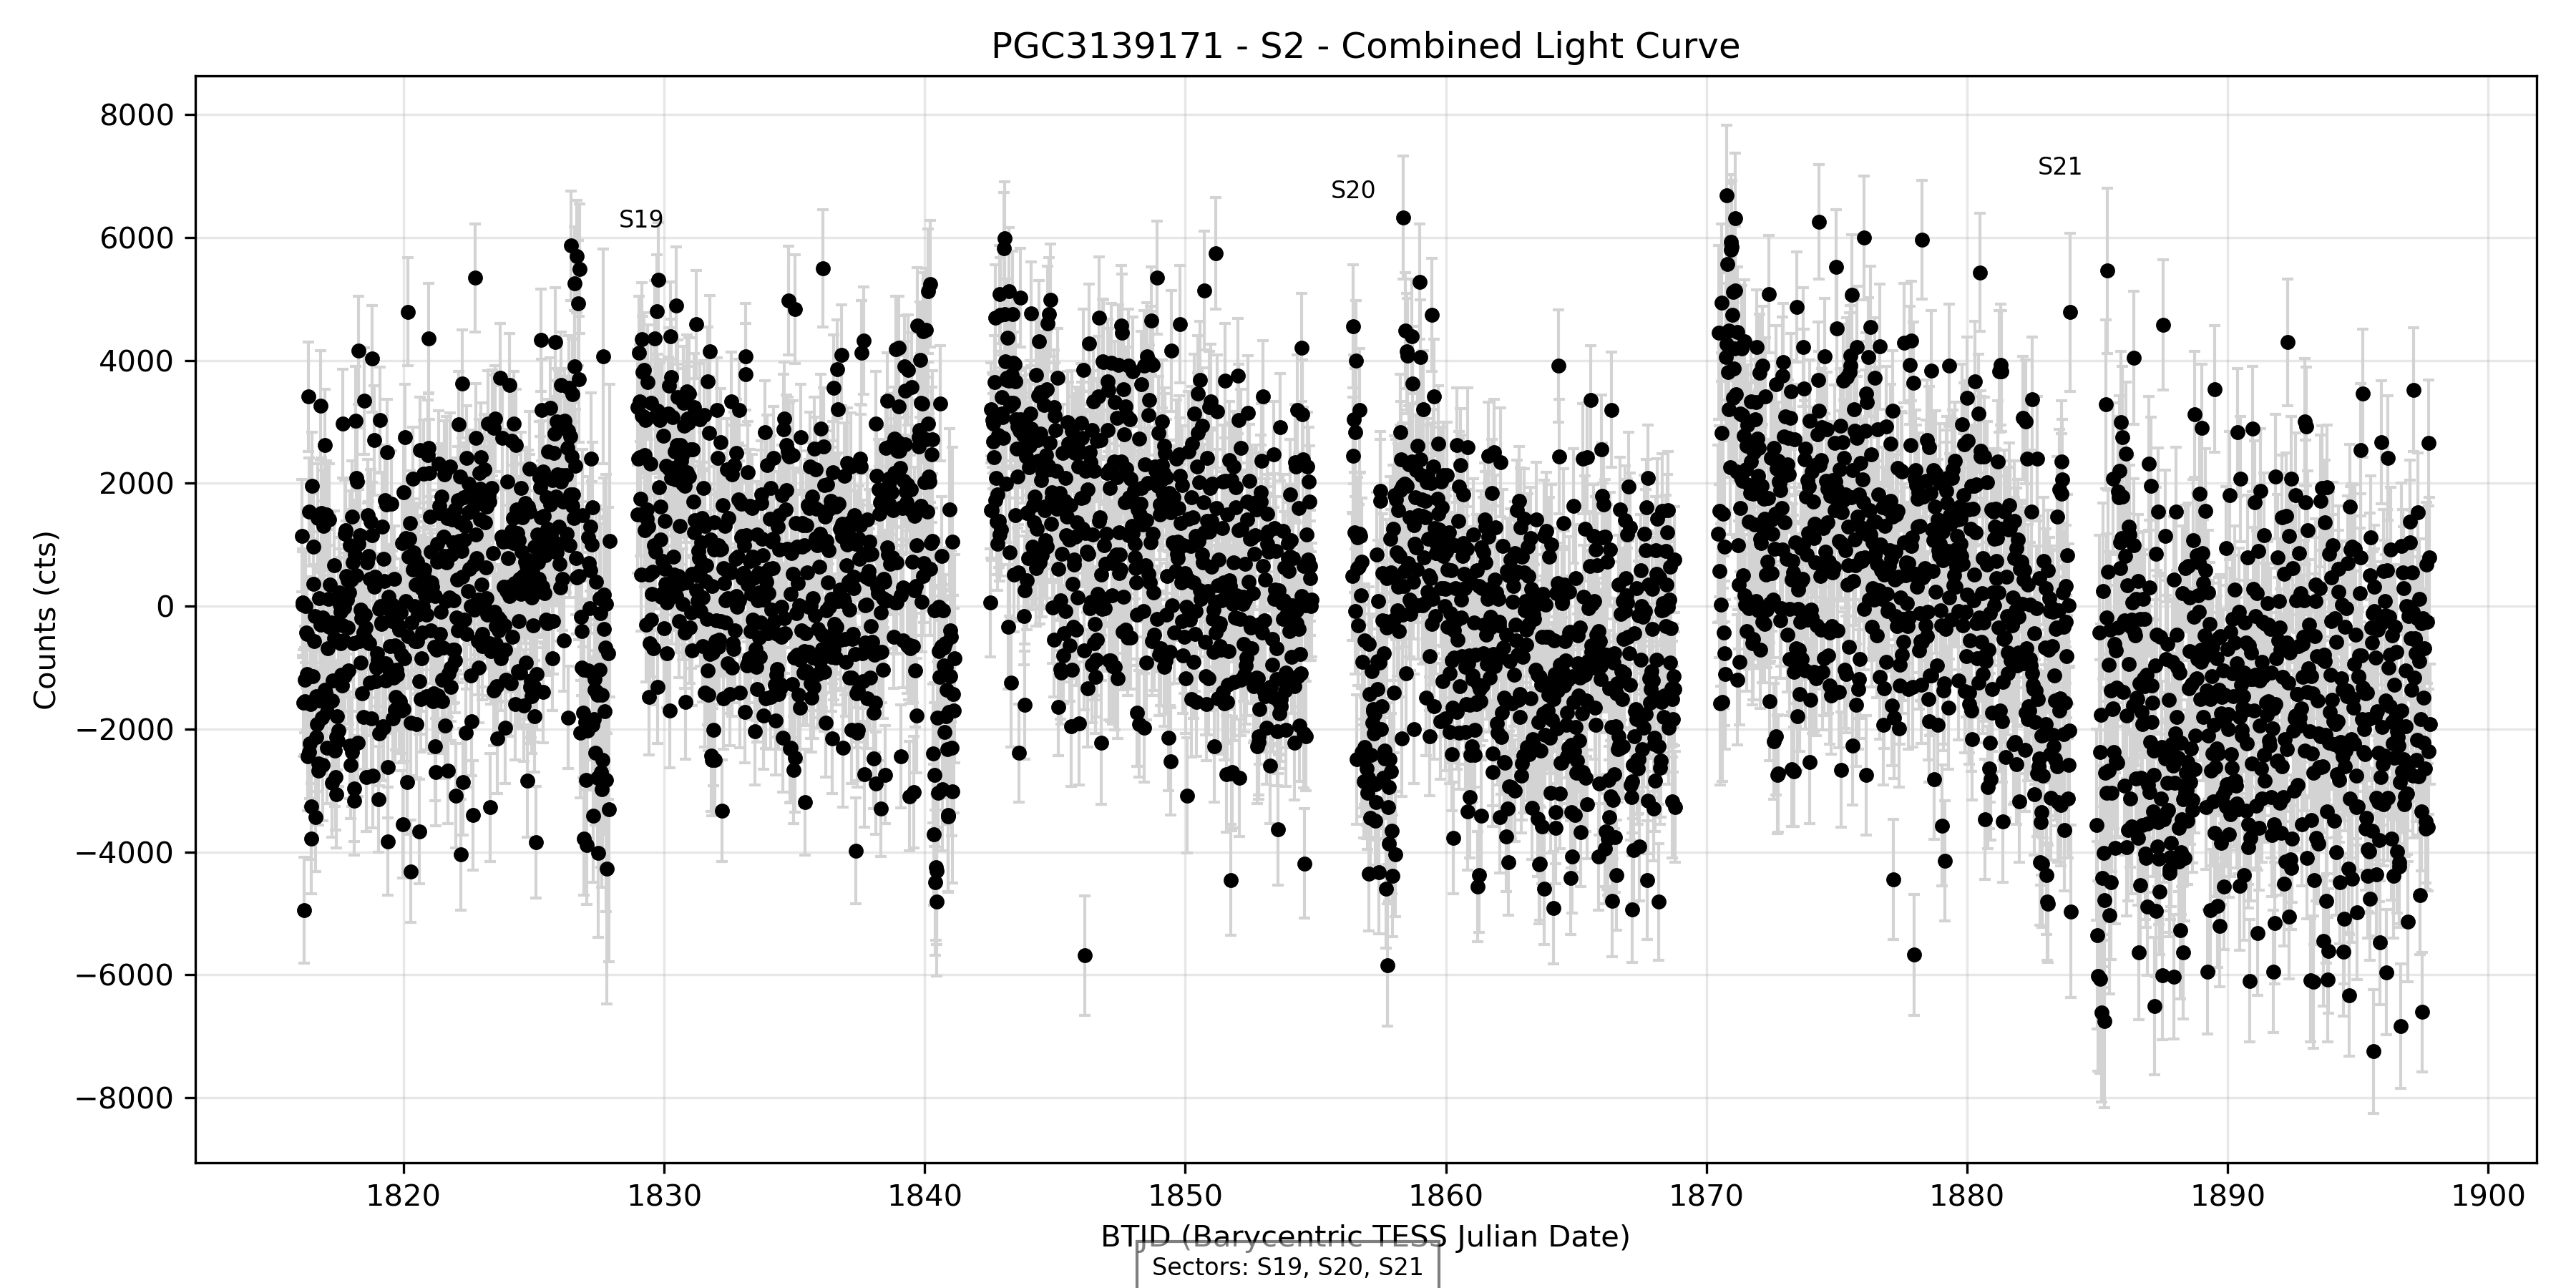 PGC3139171 - S2 - Combined Light Curve
8000
6000
4000
2000
0
−2000
−4000
−6000
−8000
Counts (cts)
S19
S20
S21
1820 1830 1840 1850 1860 1870 1880 1890 1900
BTJD (Barycentric TESS Julian Date)
Sectors: S19, S20, S21